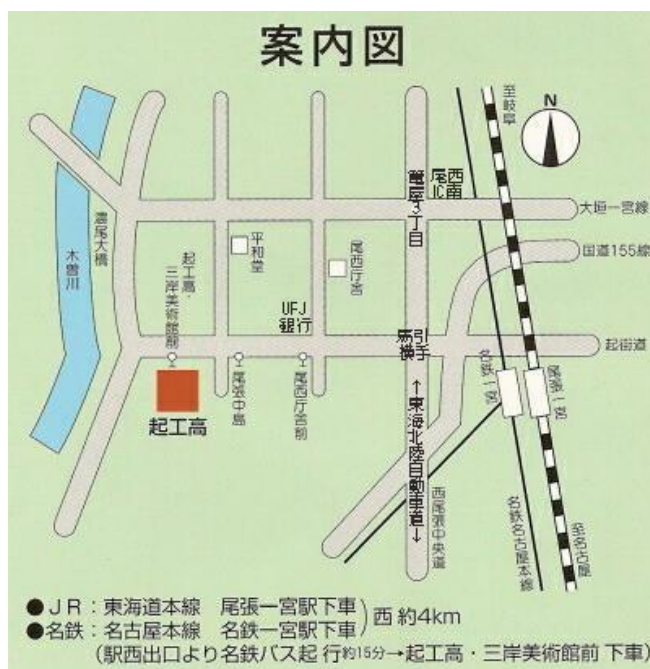 案内図
至岐阜
N
尾西
IC南
篭屋3丁目
大垣一宮線
濃尾大橋
木曽川
起工高・
三岸美術館前
平和堂
尾西庁舎
国道155線
UFJ
銀行
馬引
横手
起街道
名鉄一宮
尾張一宮
起工高
尾張中島
尾西庁舎前
←東海北陸自動車道→
西尾張中央道
名鉄名古屋本線
至名古屋
●JR：東海道本線 尾張一宮駅下車
●名鉄：名古屋本線 名鉄一宮駅下車
)西 約4km
(駅西出口より名鉄バス起 行約15分→起工高・三岸美術館前 下車)